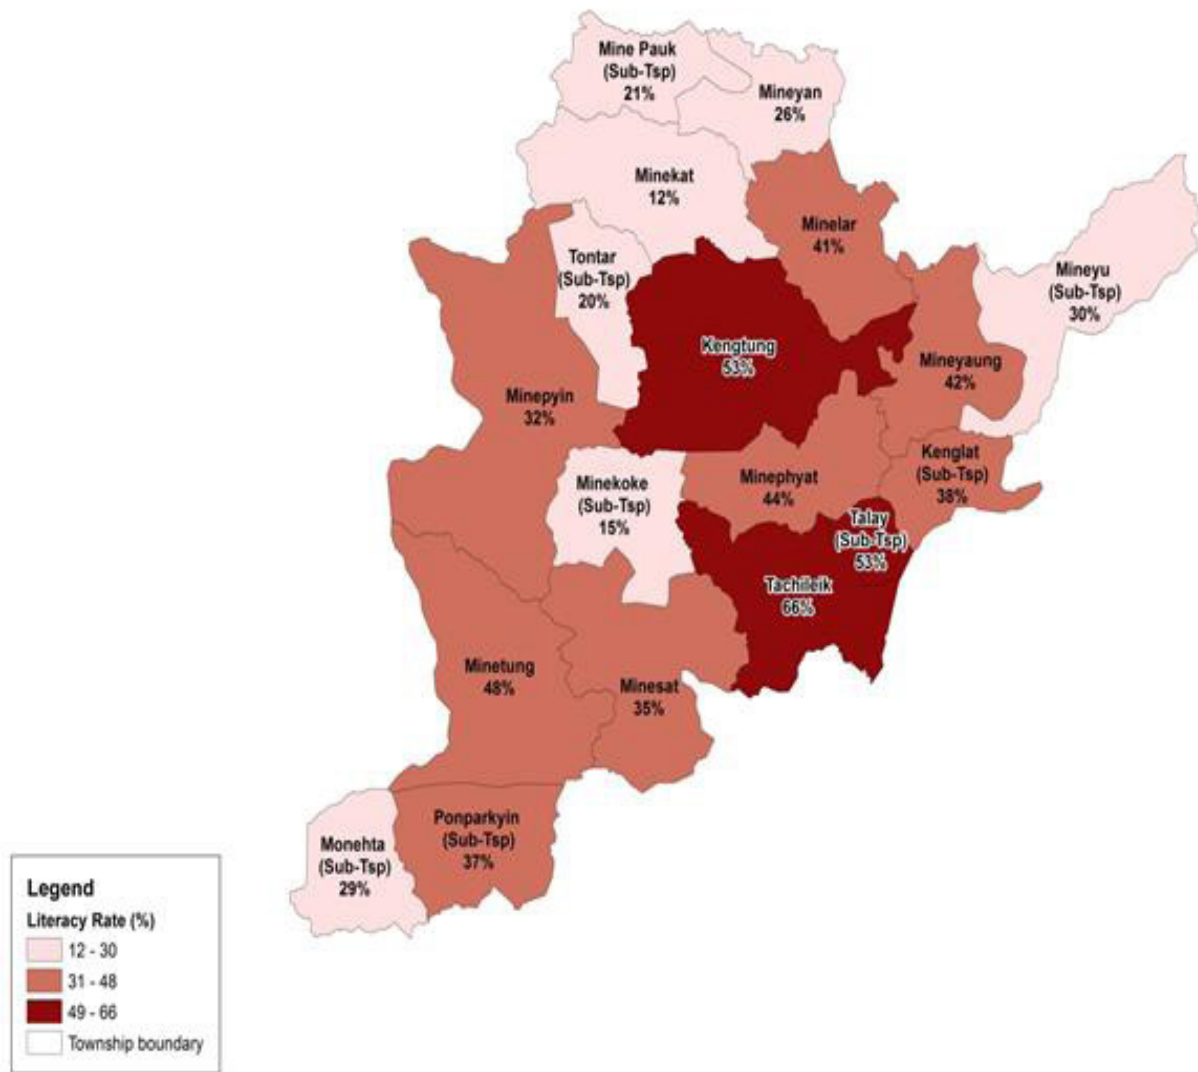 Mine Pauk
(Sub-Tsp)
21%
Mineyan
26%
Minekat
12%
Minelar
41%
Tontar
(Sub-Tsp)
20%
Mineyu
(Sub-Tsp)
30%
Kengtung
53%
Mineyaung
42%
Minepyin
32%
Minekoke
(Sub-Tsp)
15%
Minephyat
44%
Kenglat
(Sub-Tsp)
38%
Talay
(Sub-Tsp)
53%
Tachileik
66%
Minetung
48%
Minesat
35%
Monehta
(Sub-Tsp)
29%
Ponparkyin
(Sub-Tsp)
37%
Legend
Literacy Rate (%)
12 - 30
31 - 48
49 - 66
Township boundary